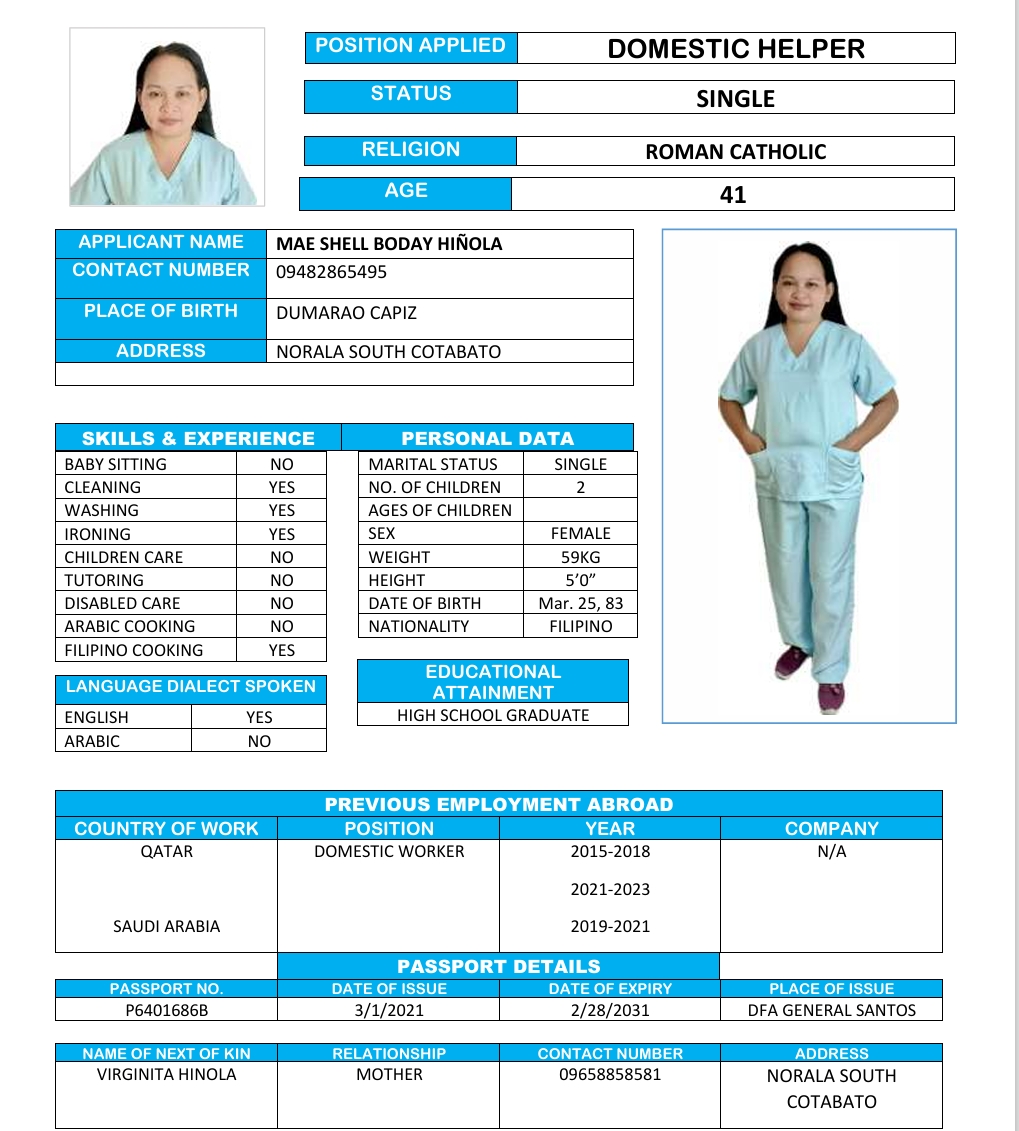 POSITION APPLIED DOMESTIC HELPER
STATUS SINGLE
RELIGION ROMAN CATHOLIC
AGE 41
APPLICANT NAME MAE SHELL BODAY HIÑOLA
CONTACT NUMBER 09482865495
PLACE OF BIRTH DUMARAO CAPIZ
ADDRESS NORALA SOUTH COTABATO
SKILLS & EXPERIENCE PERSONAL DATA
BABY SITTING NO MARITAL STATUS SINGLE
CLEANING YES NO. OF CHILDREN 2
WASHING YES AGES OF CHILDREN
IRONING YES SEX FEMALE
CHILDREN CARE NO WEIGHT 59KG
TUTORING NO HEIGHT 5’0”
DISABLED CARE NO DATE OF BIRTH Mar. 25, 83
ARABIC COOKING NO NATIONALITY FILIPINO
FILIPINO COOKING YES
LANGUAGE DIALECT SPOKEN
ENGLISH YES
ARABIC NO
EDUCATIONAL
ATTAINMENT
HIGH SCHOOL GRADUATE
PREVIOUS EMPLOYMENT ABROAD
COUNTRY OF WORK POSITION YEAR COMPANY
QATAR DOMESTIC WORKER 2015-2018 N/A
2021-2023
SAUDI ARABIA 2019-2021
PASSPORT DETAILS
PASSPORT NO. DATE OF ISSUE DATE OF EXPIRY PLACE OF ISSUE
P6401686B 3/1/2021 2/28/2031 DFA GENERAL SANTOS
NAME OF NEXT OF KIN RELATIONSHIP CONTACT NUMBER ADDRESS
VIRGINITA HINOLA MOTHER 09658858581 NORALA SOUTH
COTABATO